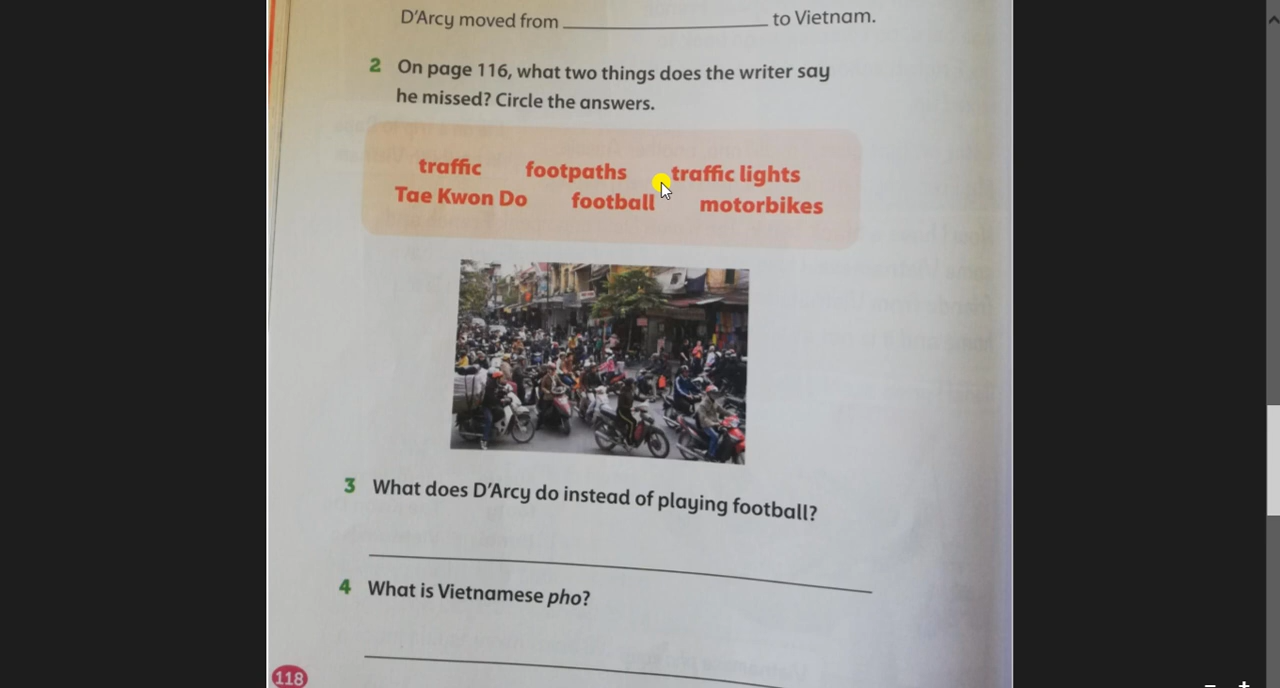 D'Arcy moved from ____________________ to Vietnam.
2 On page 116, what two things does the writer say
he missed? Circle the answers.
traffic footpaths traffic lights
Tae Kwon Do football motorbikes
3 What does D'Arcy do instead of playing football?
4 What is Vietnamese pho?
118